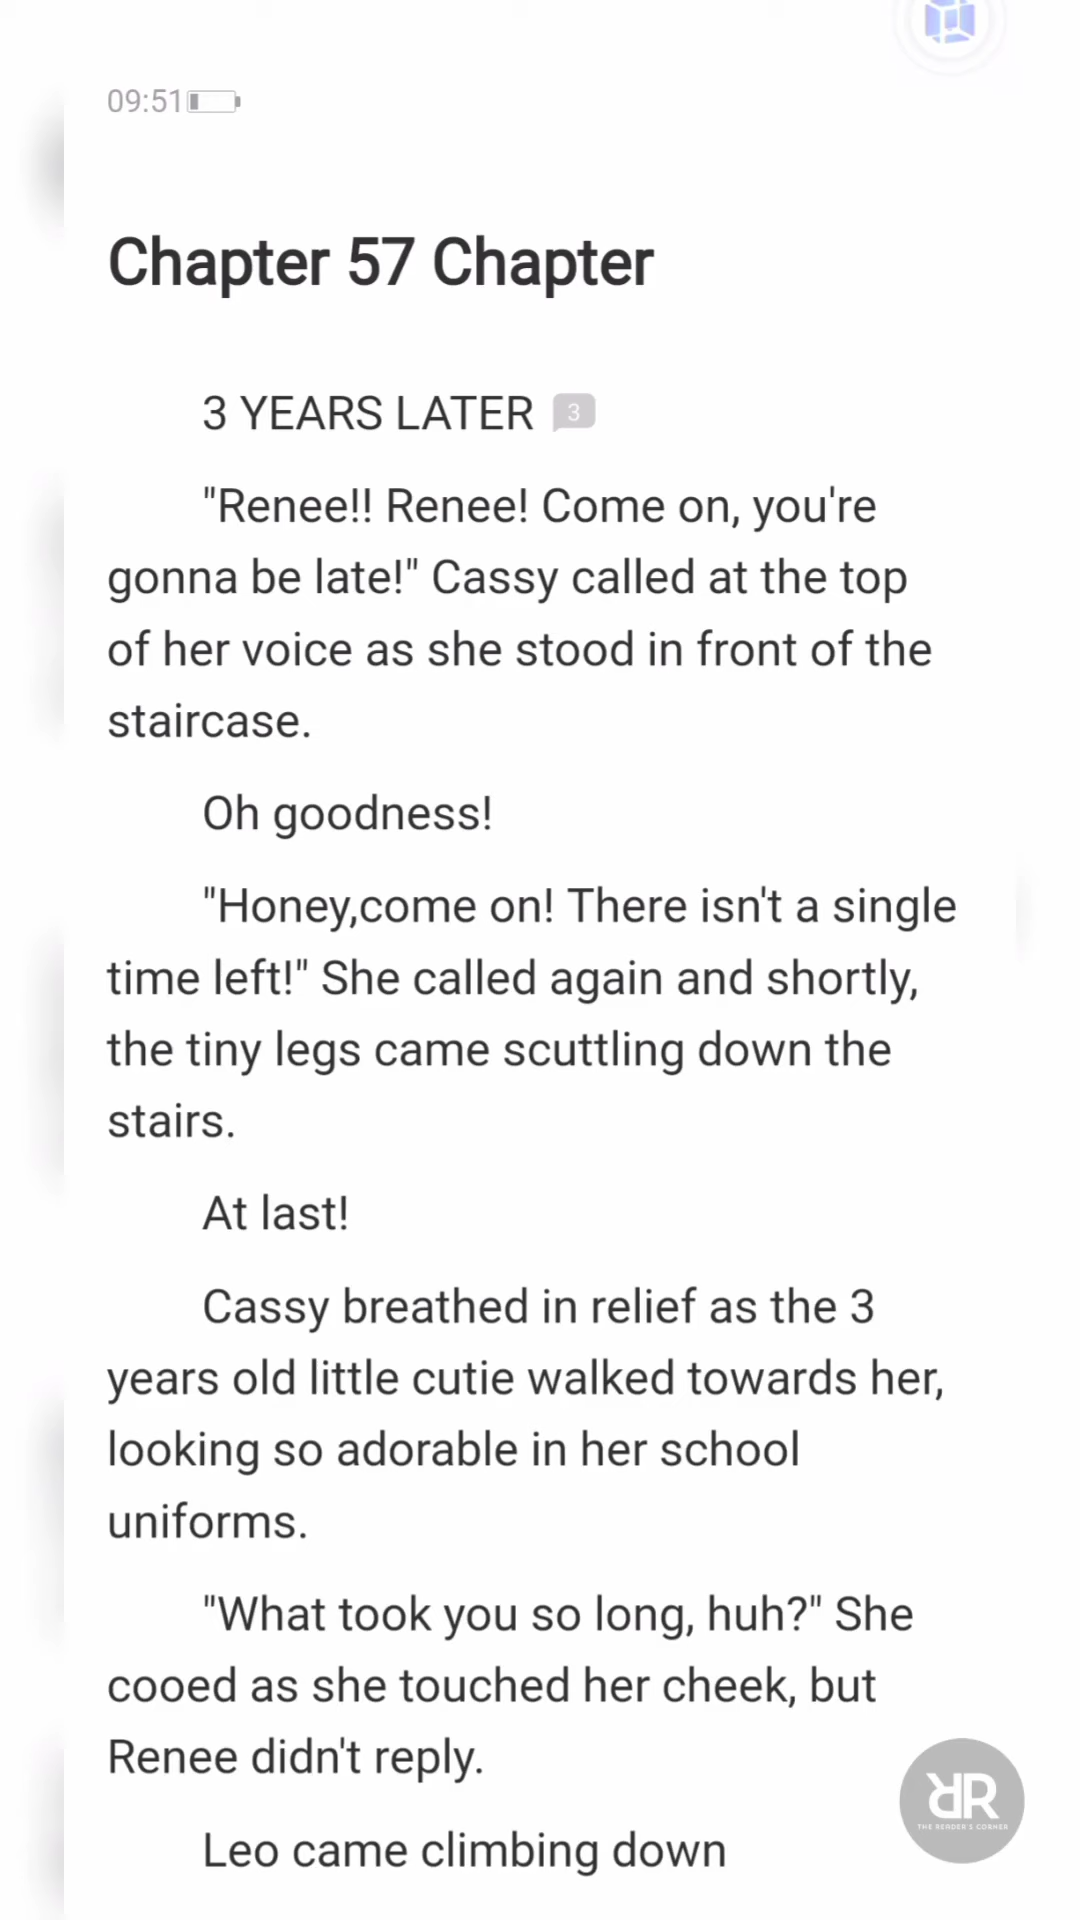 09:51
Chapter 57 Chapter
3 YEARS LATER 3
"Renee!! Renee! Come on, you're
gonna be late!" Cassy called at the top
of her voice as she stood in front of the
staircase.
Oh goodness!
"Honey,come on! There isn't a single
time left!" She called again and shortly,
the tiny legs came scuttling down the
stairs.
At last!
Cassy breathed in relief as the 3
years old little cutie walked towards her,
looking so adorable in her school
uniforms.
"What took you so long, huh?" She
cooed as she touched her cheek, but
Renee didn't reply.
RR
THE READER'S CORNER
Leo came climbing down